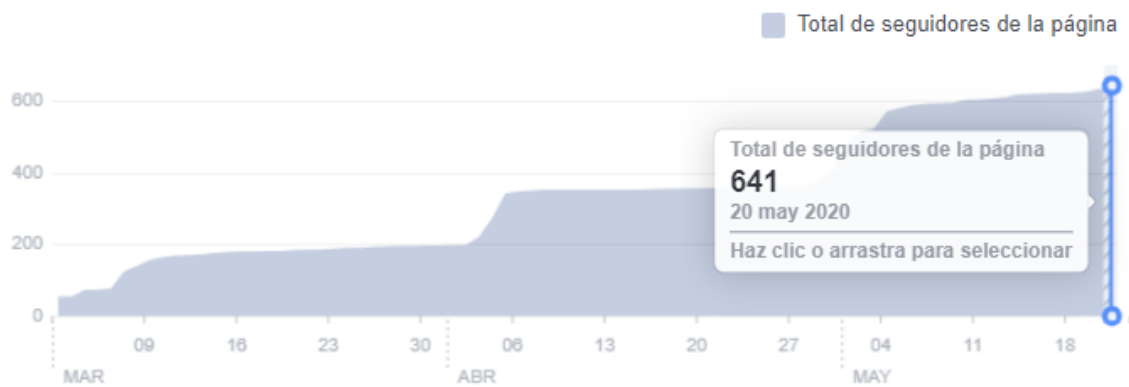 Total de seguidores de la página
600
400
200
0
Total de seguidores de la página
641
20 may 2020
Haz clic o arrastra para seleccionar
09 16 23 30 06 13 20 27 04 11 18
MAR ABR MAY